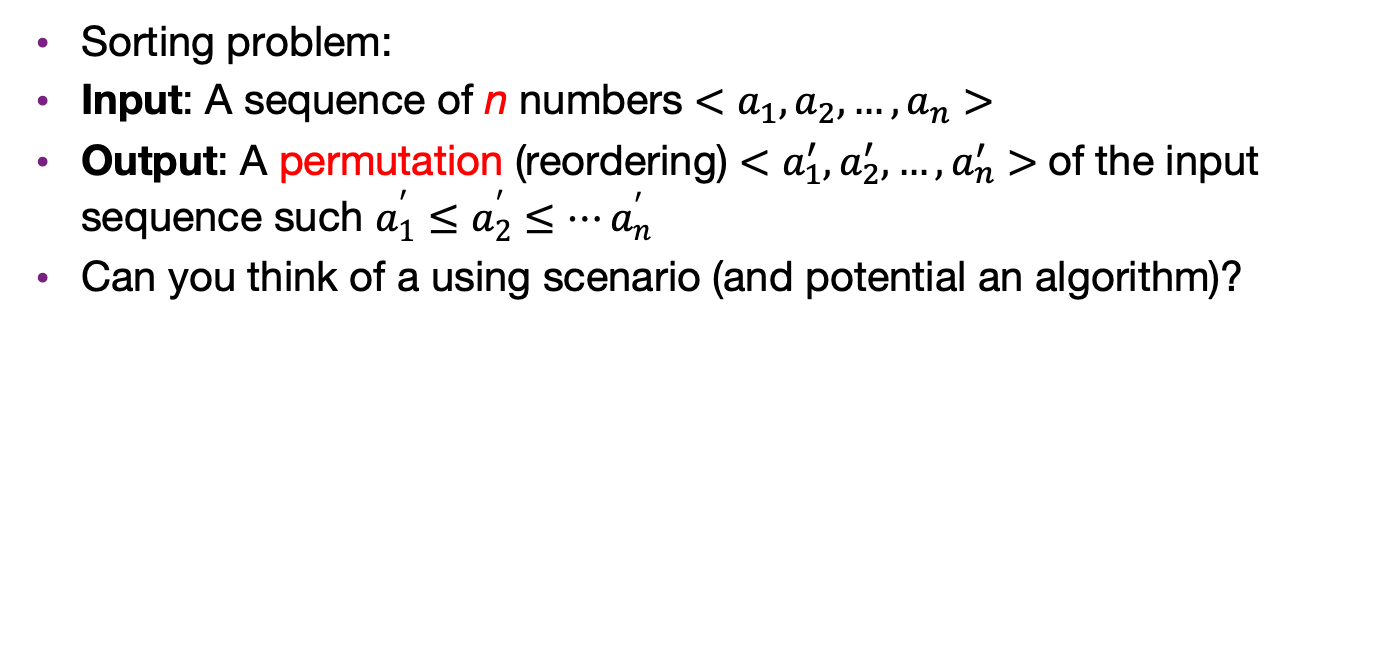 • Sorting problem:
• Input: A sequence of n numbers < a₁, a₂, … , aₙ >
• Output: A permutation (reordering) < a′₁, a′₂, … , a′ₙ > of the input
sequence such a′₁ ≤ a′₂ ≤ ⋯ a′ₙ
• Can you think of a using scenario (and potential an algorithm)?